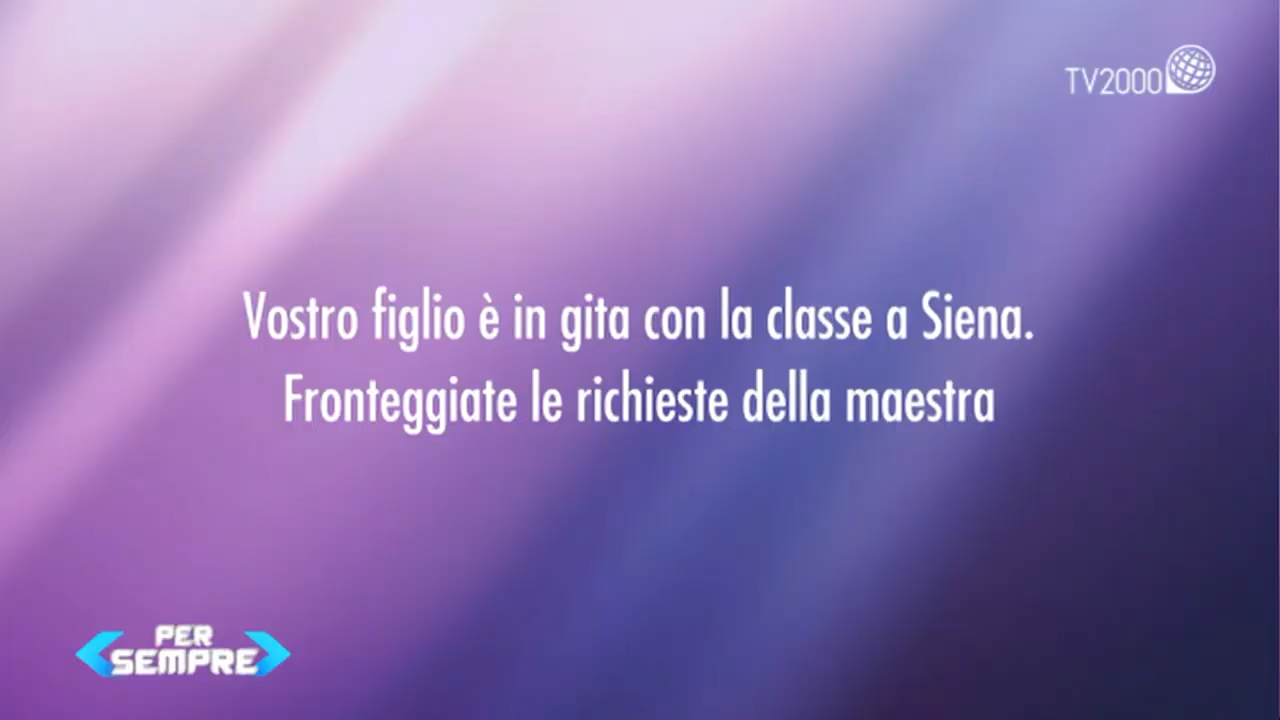 TV2000
Vostro figlio è in gita con la classe a Siena.
Fronteggiate le richieste della maestra
PER
SEMPRE